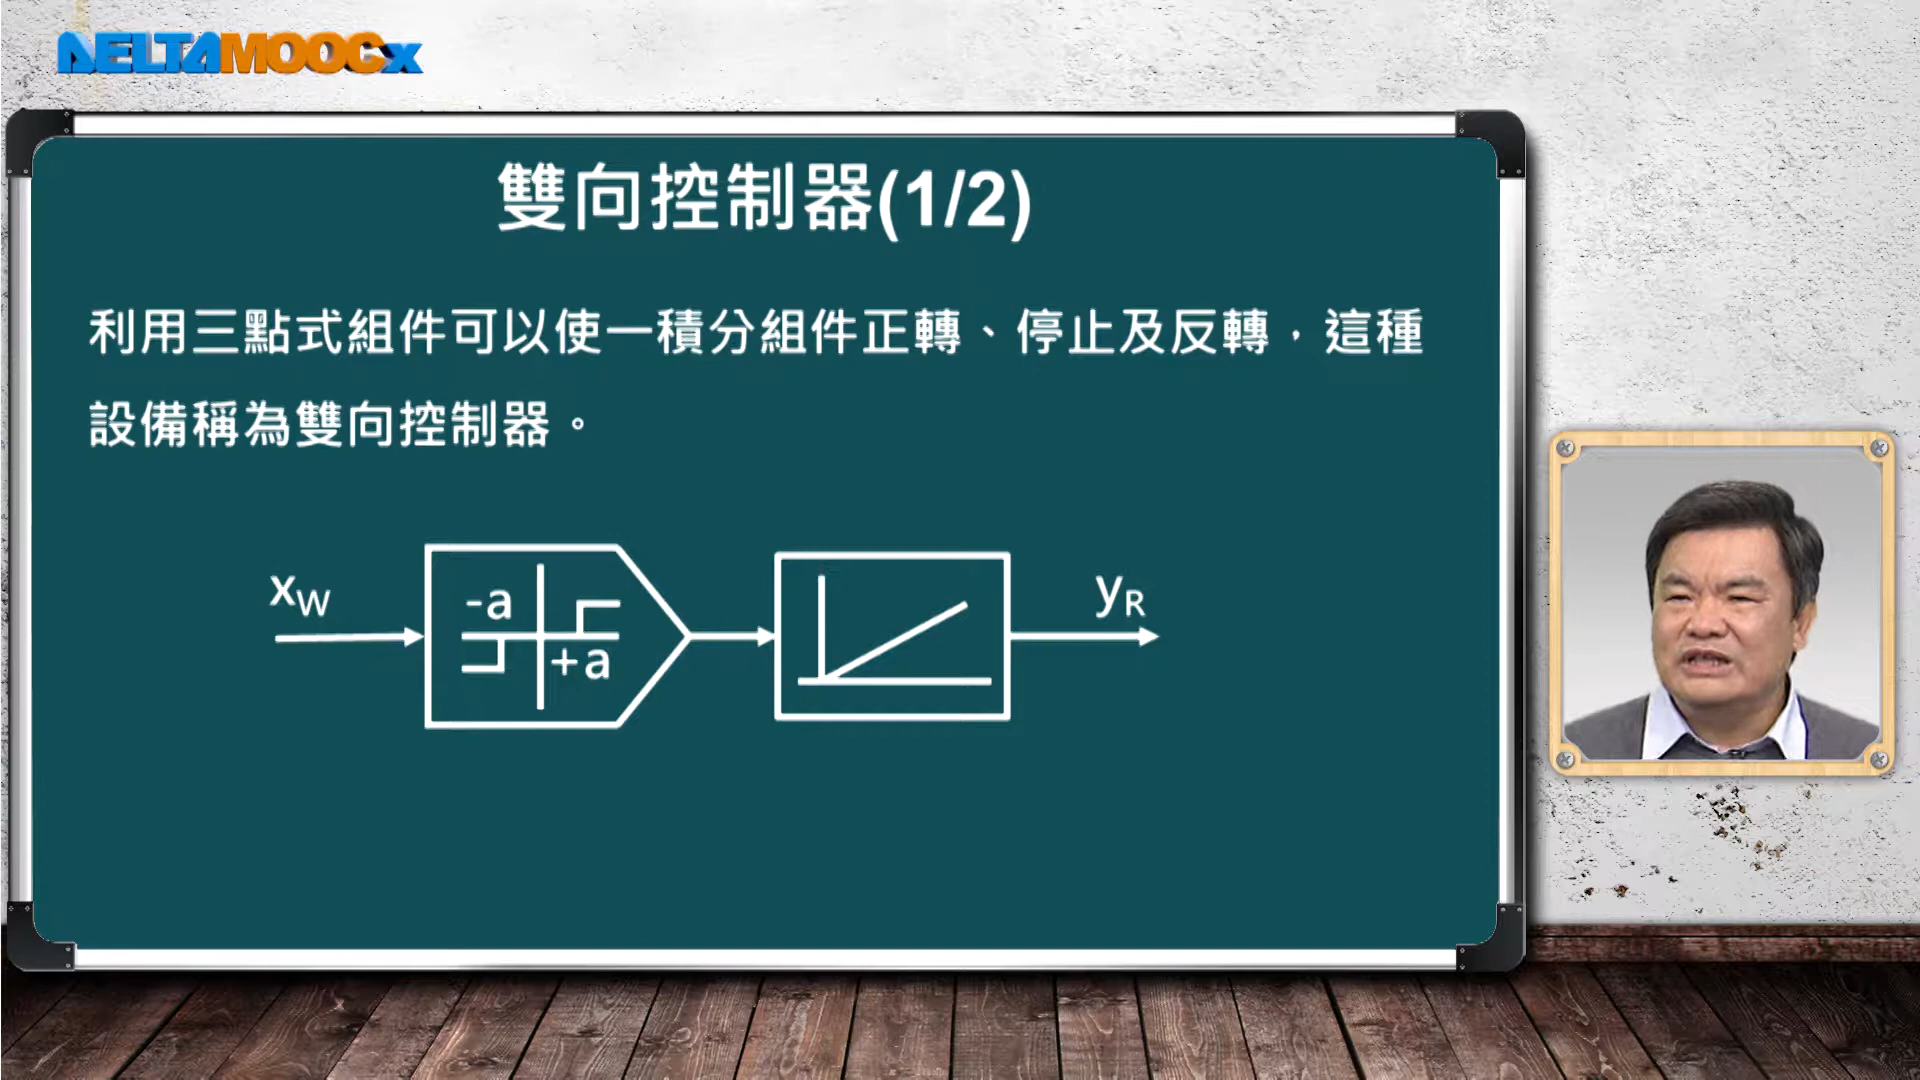 DELTAMOOCx
雙向控制器(1/2)
利用三點式組件可以使一積分組件正轉、停止及反轉，這種
設備稱為雙向控制器。
xW
-a
+a
yR